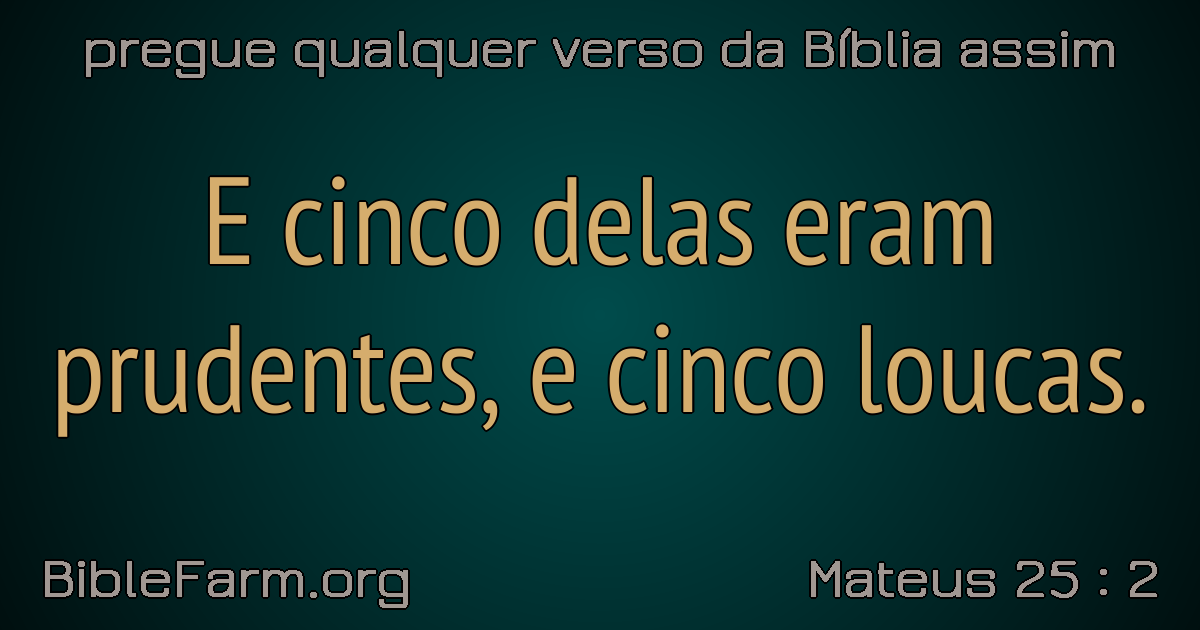 pregue qualquer verso da Bíblia assim
E cinco delas eram
prudentes, e cinco loucas.
BibleFarm.org
Mateus 25 : 2